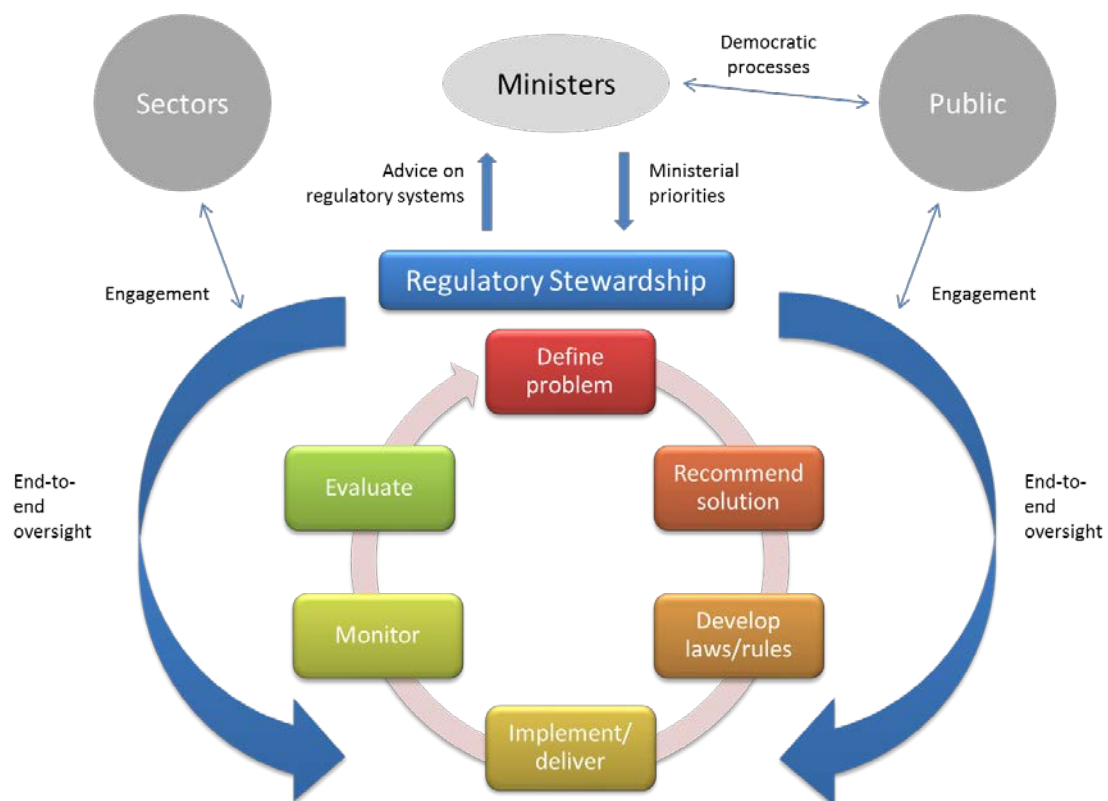 Democratic
processes
Ministers
Sectors
Public
Advice on
regulatory systems
Ministerial
priorities
Regulatory Stewardship
Engagement
Engagement
Define
problem
Evaluate
Recommend
solution
End-to-
end
oversight
End-to-
end
oversight
Monitor
Develop
laws/rules
Implement/
deliver